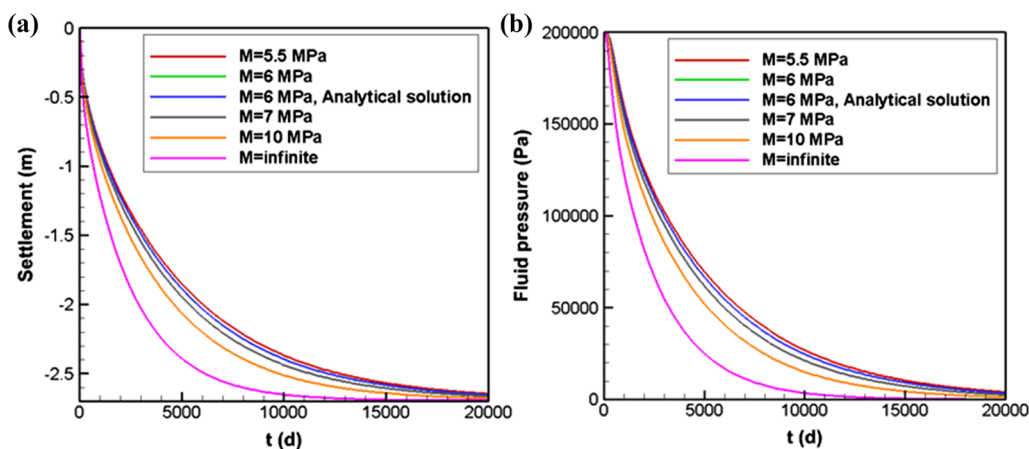 (a)
0
-0.5
-1
-1.5
-2
-2.5
Settlement (m)
M=5.5 MPa
M=6 MPa
M=6 MPa, Analytical solution
M=7 MPa
M=10 MPa
M=infinite
0 5000 10000 15000 20000
t (d)
(b)
200000
150000
100000
50000
0
Fluid pressure (Pa)
M=5.5 MPa
M=6 MPa
M=6 MPa, Analytical solution
M=7 MPa
M=10 MPa
M=infinite
0 5000 10000 15000 20000
t (d)